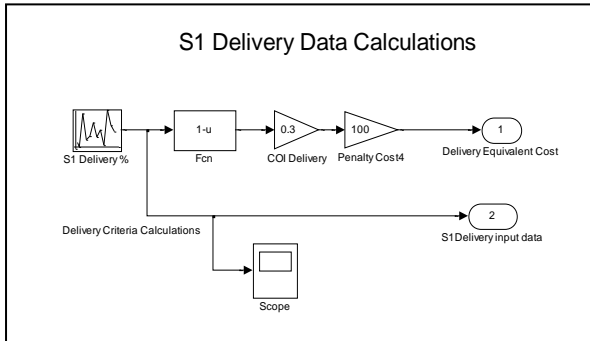 S1 Delivery Data Calculations
1-u
0.3
100
1
S1 Delivery %
Fcn
COI Delivery
Penalty Cost4
Delivery Equivalent Cost
2
Delivery Criteria Calculations
S1Delivery input data
Scope